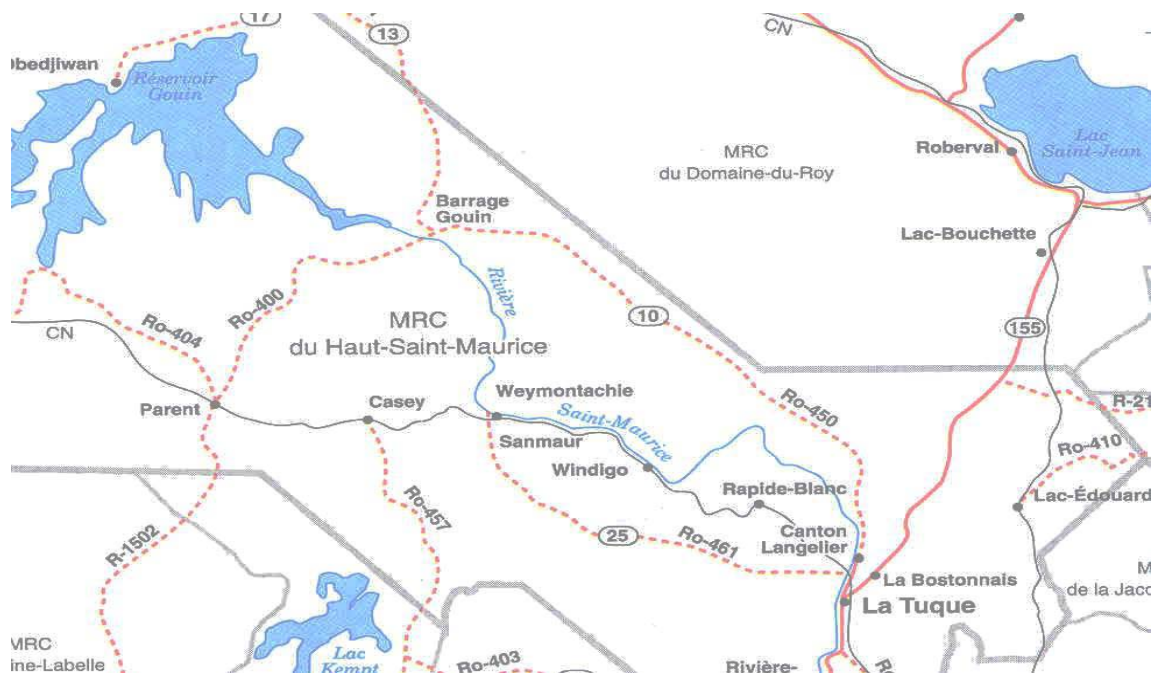 17
13
CN
Obedjiwan
Réservoir
Gouin
Lac
Saint-Jean
Roberval
MRC
du Domaine-du-Roy
Barrage
Gouin
Lac-Bouchette
Rivière
Ro-400
Ro-404
CN
10
155
MRC
du Haut-Saint-Maurice
Weymontachie
Saint-Maurice
Ro-450
R-21
Parent
Casey
Sanmaur
Ro-410
Windigo
Rapide-Blanc
Lac-Édouard
Ro-457
R-1502
25
Ro-461
Canton
Langelier
La Bostonnais
M
de la Jacc
La Tuque
MRC
ine-Labelle
Lac
Kempt
Ro-403
Rivière-